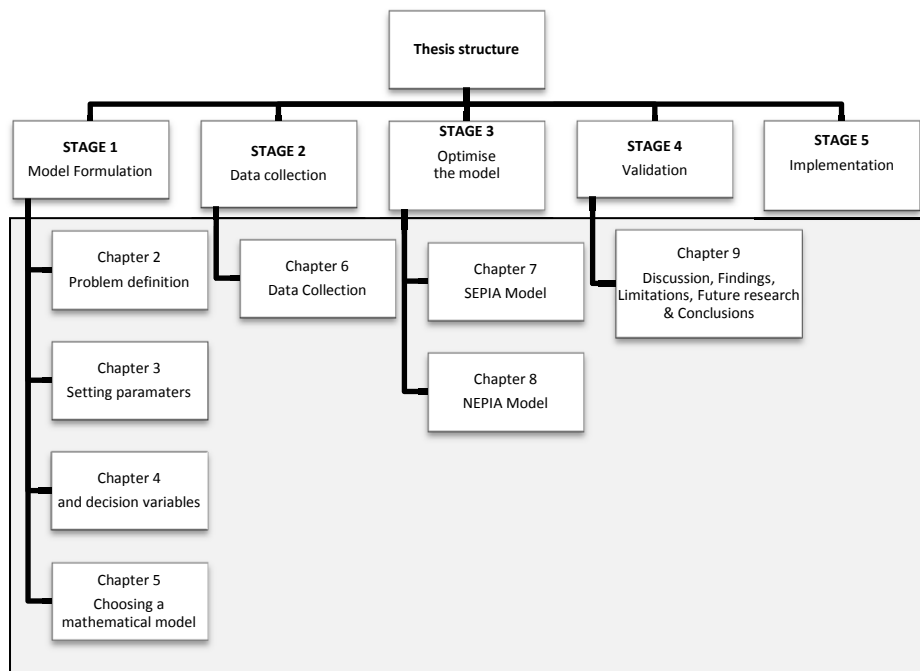 Thesis structure
STAGE 1
Model Formulation
STAGE 2
Data collection
STAGE 3
Optimise
the model
STAGE 4
Validation
STAGE 5
Implementation
Chapter 2
Problem definition
Chapter 3
Setting paramaters
Chapter 4
and decision variables
Chapter 5
Choosing a
mathematical model
Chapter 6
Data Collection
Chapter 7
SEPIA Model
Chapter 8
NEPIA Model
Chapter 9
Discussion, Findings,
Limitations, Future research
& Conclusions